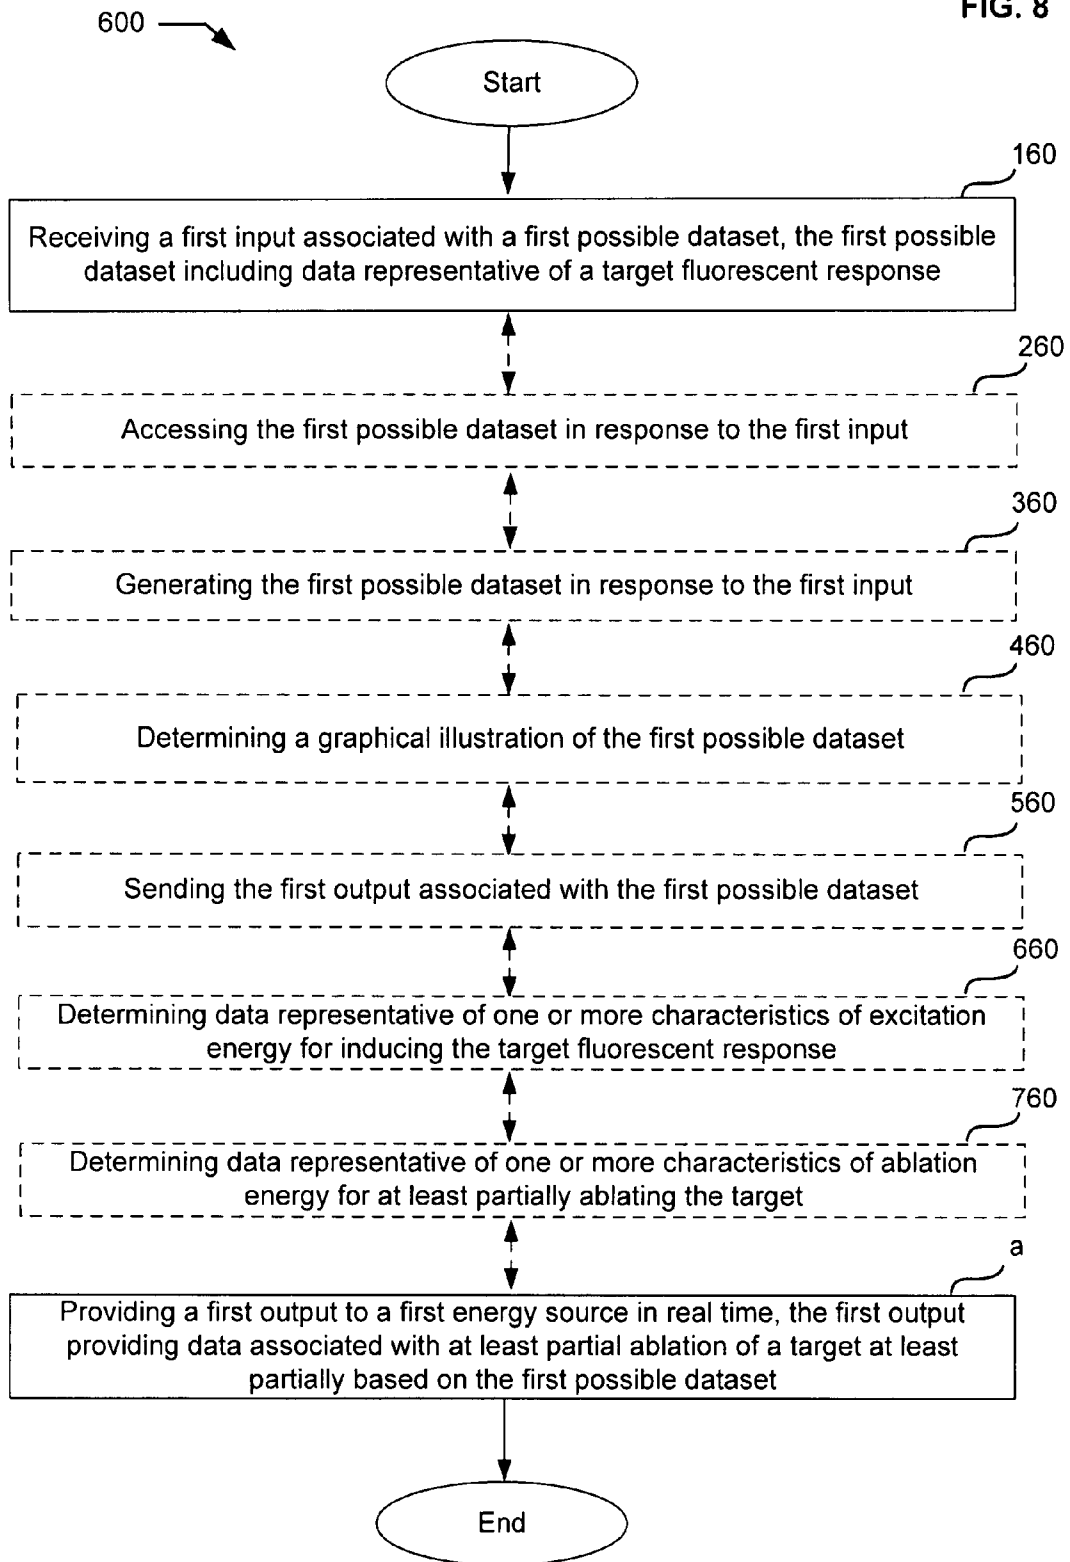 FIG. 8
600
Start
160
Receiving a first input associated with a first possible dataset, the first possible
dataset including data representative of a target fluorescent response
260
Accessing the first possible dataset in response to the first input
360
Generating the first possible dataset in response to the first input
460
Determining a graphical illustration of the first possible dataset
560
Sending the first output associated with the first possible dataset
660
Determining data representative of one or more characteristics of excitation
energy for inducing the target fluorescent response
760
Determining data representative of one or more characteristics of ablation
energy for at least partially ablating the target
a
Providing a first output to a first energy source in real time, the first output
providing data associated with at least partial ablation of a target at least
partially based on the first possible dataset
End